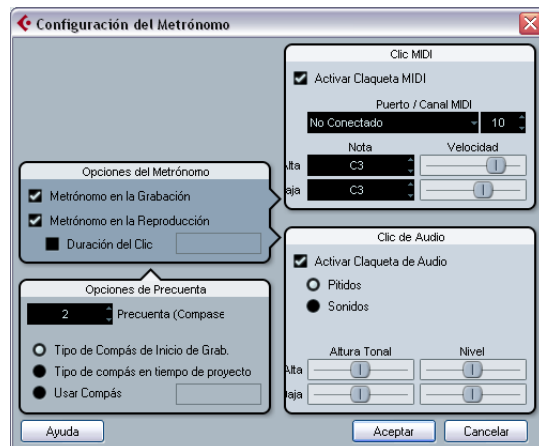 Configuración del Metrónomo
Opciones del Metrónomo
Metrónomo en la Grabación
Metrónomo en la Reproducción
Duración del Clic
Opciones de Precuenta
2 Precuenta (Compase
Tipo de Compás de Inicio de Grab.
Tipo de compás en tiempo de proyecto
Usar Compás
Ayuda
Clic MIDI
Activar Claqueta MIDI
Puerto / Canal MIDI
No Conectado 10
Nota Velocidad
Alta C3
aja C3
Clic de Audio
Activar Claqueta de Audio
Pitidos
Sonidos
Altura Tonal Nivel
Alta
Baja
Aceptar Cancelar